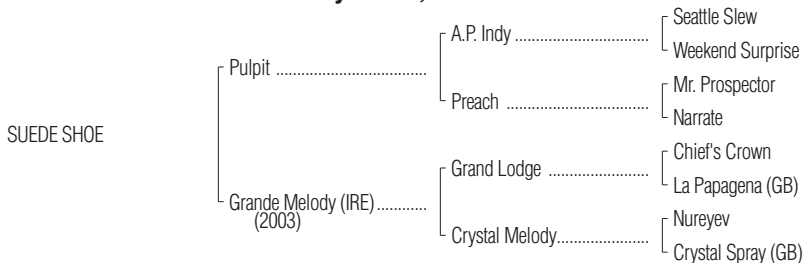 Seattle Slew
A.P. Indy ..................................
Weekend Surprise
Pulpit ......................................
Mr. Prospector
Preach ....................................
Narrate
SUEDE SHOE
Chief's Crown
Grand Lodge .........................
La Papagena (GB)
Grande Melody (IRE)............
(2003)
Nureyev
Crystal Melody.......................
Crystal Spray (GB)